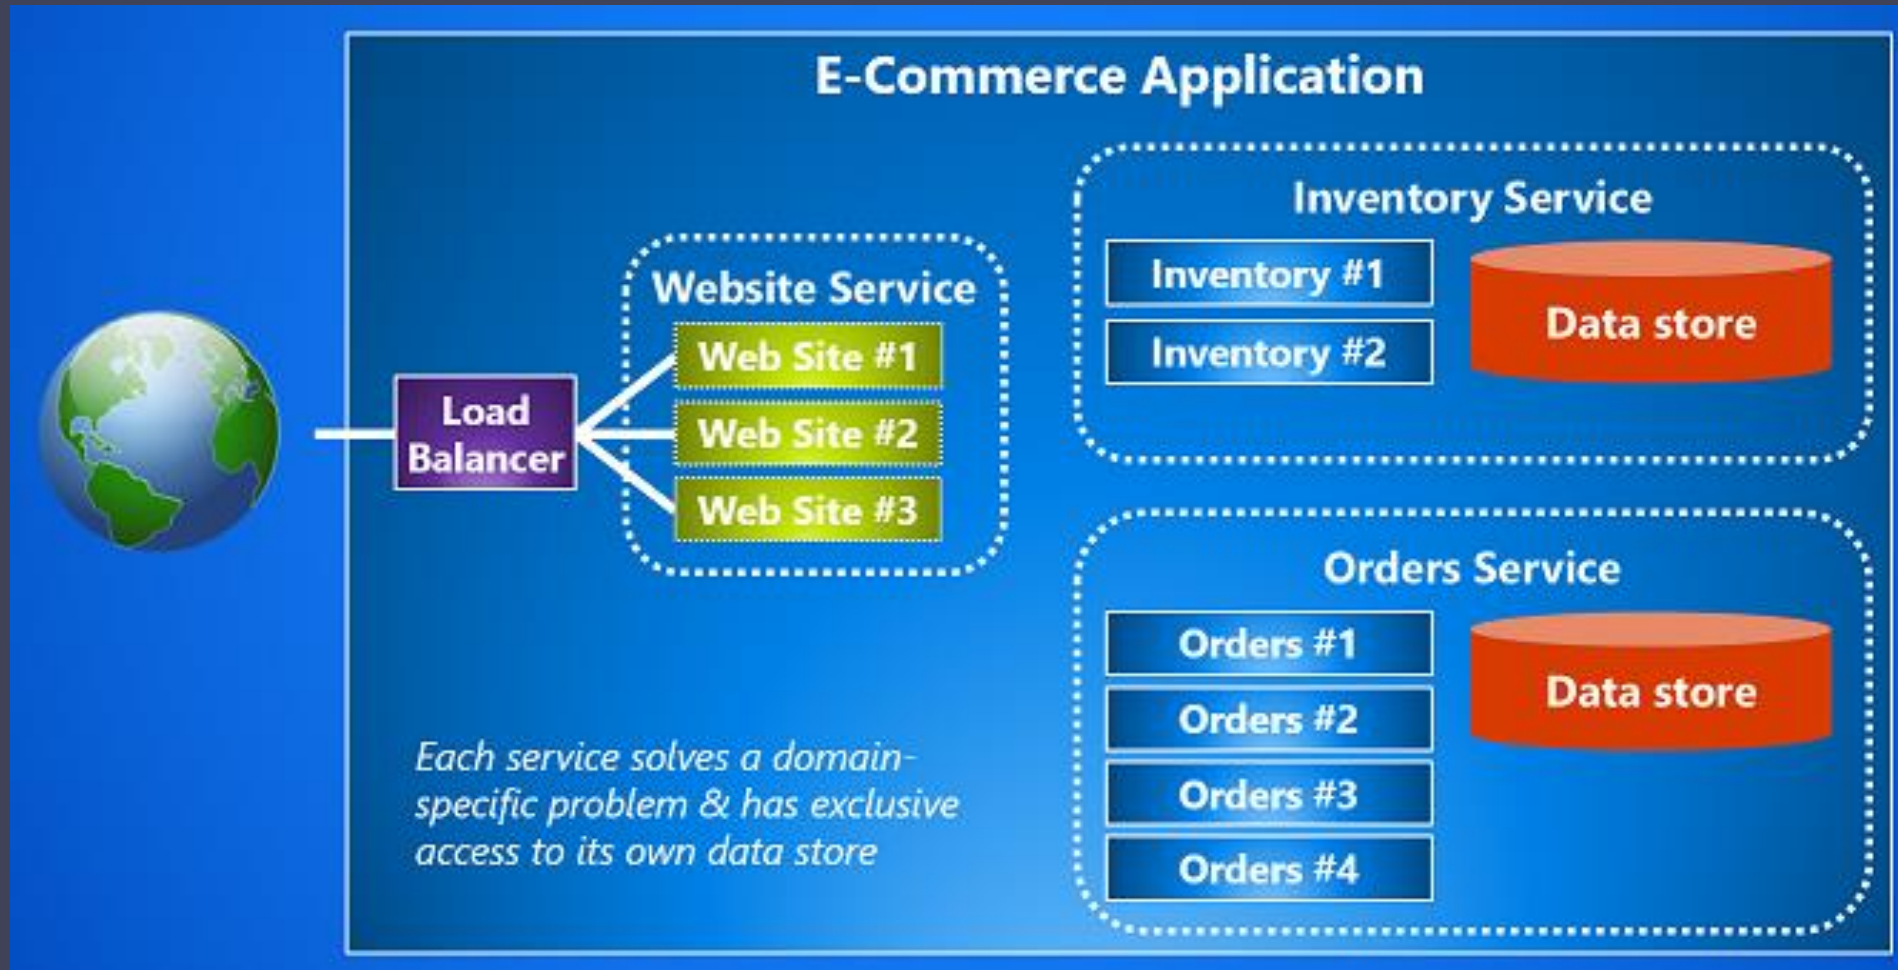 E-Commerce Application
Load
Balancer
Website Service
Web Site #1
Web Site #2
Web Site #3
Inventory Service
Inventory #1
Inventory #2
Data store
Orders Service
Orders #1
Orders #2
Orders #3
Orders #4
Data store
Each service solves a domain-
specific problem & has exclusive
access to its own data store